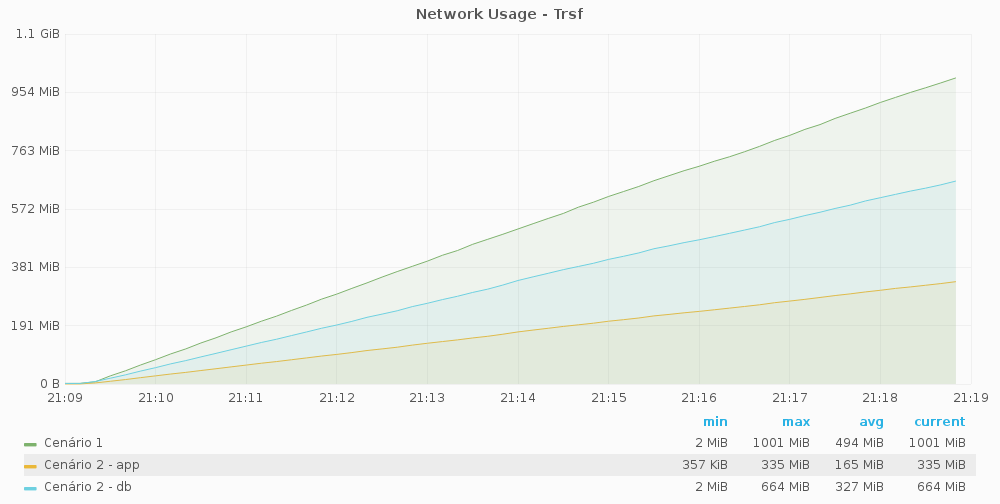 Network Usage - Trsf
1.1 GiB
954 MiB
763 MiB
572 MiB
381 MiB
191 MiB
0 B
21:09 21:10 21:11 21:12 21:13 21:14 21:15 21:16 21:17 21:18 21:19
min max avg current
Cenário 1 2 MiB 1001 MiB 494 MiB 1001 MiB
Cenário 2 - app 357 KiB 335 MiB 165 MiB 335 MiB
Cenário 2 - db 2 MiB 664 MiB 327 MiB 664 MiB